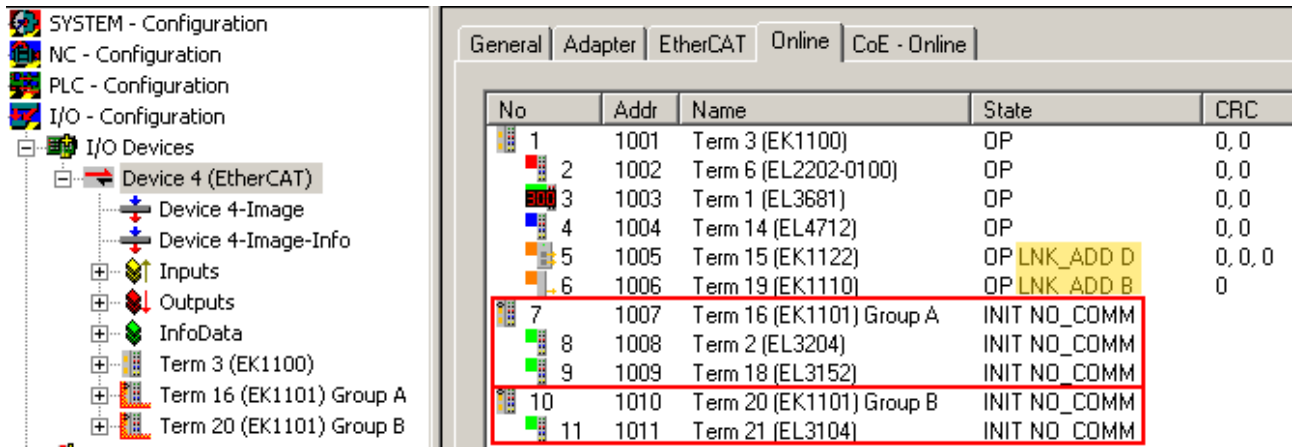 SYSTEM - Configuration
NC - Configuration
PLC - Configuration
I/O - Configuration
I/O Devices
Device 4 (EtherCAT)
Device 4-Image
Device 4-Image-Info
Inputs
Outputs
InfoData
Term 3 (EK1100)
Term 16 (EK1101) Group A
Term 20 (EK1101) Group B
General Adapter EtherCAT Online CoE - Online
No Addr Name State CRC
1 1001 Term 3 (EK1100) OP 0, 0
2 1002 Term 6 (EL2202-0100) OP 0, 0
300 3 1003 Term 1 (EL3681) OP 0, 0
4 1004 Term 14 (EL4712) OP 0, 0
5 1005 Term 15 (EK1122) OP LNK_ADD D 0, 0, 0
6 1006 Term 19 (EK1110) OP LNK_ADD B 0
7 1007 Term 16 (EK1101) Group A INIT NO_COMM
8 1008 Term 2 (EL3204) INIT NO_COMM
9 1009 Term 18 (EL3152) INIT NO_COMM
10 1010 Term 20 (EK1101) Group B INIT NO_COMM
11 1011 Term 21 (EL3104) INIT NO_COMM